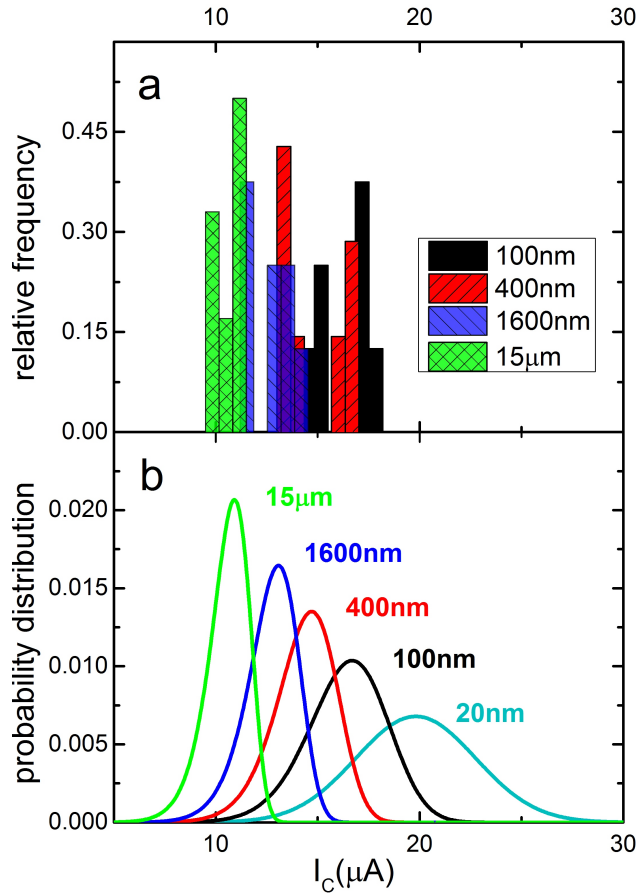 10 20 30
a
0.45
0.30
0.15
0.00
relative frequency
100nm
400nm
1600nm
15μm
b
0.020
0.015
0.010
0.005
0.000
probability distribution
15μm
1600nm
400nm
100nm
20nm
10 20 30
I_C(μA)